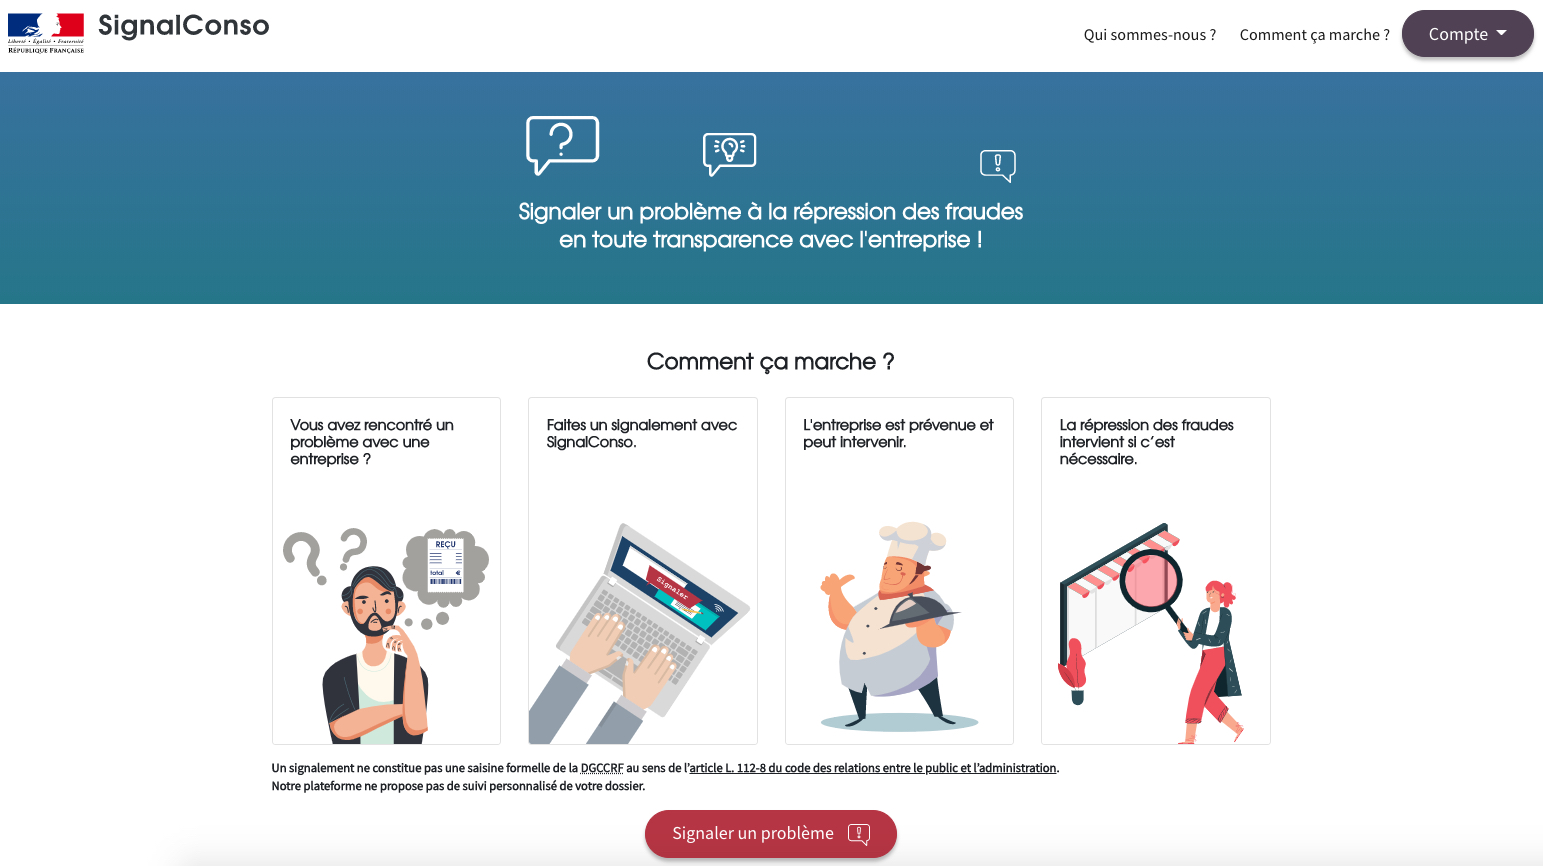 SignalConso
Liberté • Égalité • Fraternité
RÉPUBLIQUE FRANÇAISE
Qui sommes-nous ?
Comment ça marche ?
Compte
Signaler un problème à la répression des fraudes
en toute transparence avec l'entreprise !
Comment ça marche ?
Vous avez rencontré un
problème avec une
entreprise ?
REÇU
total €
Faites un signalement avec
SignalConso.
Signaler
L'entreprise est prévenue et
peut intervenir.
La répression des fraudes
intervient si c’est
nécessaire.
Un signalement ne constitue pas une saisine formelle de la DGCCRF au sens de l’article L. 112-8 du code des relations entre le public et l’administration.
Notre plateforme ne propose pas de suivi personnalisé de votre dossier.
Signaler un problème